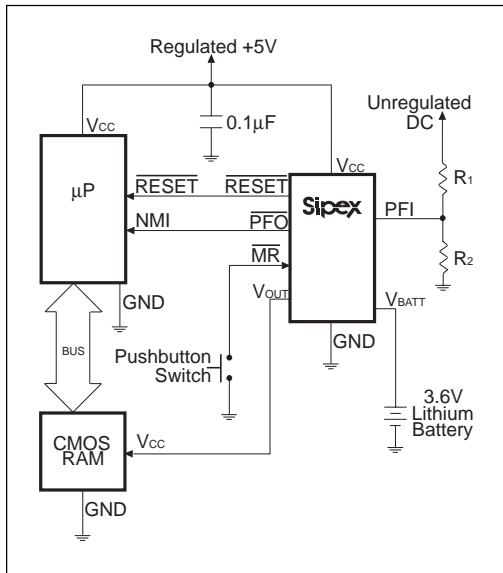 Regulated +5V
Unregulated
DC
VCC
0.1μF
VCC
R1
μP
RESET
RESET
Sipex
NMI
PFO
PFI
MR
R2
VOUT
VBATT
GND
GND
BUS
Pushbutton
Switch
3.6V
Lithium
Battery
CMOS
RAM
VCC
GND